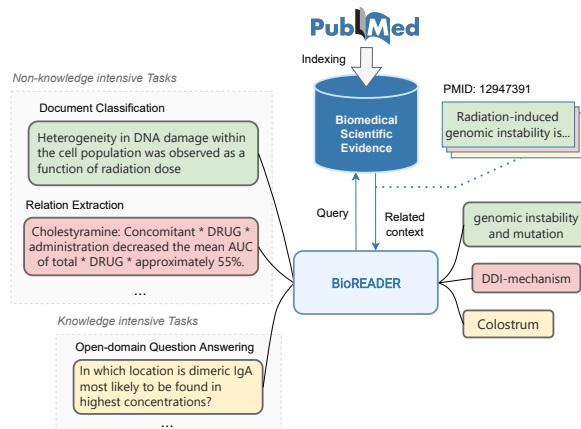 PubMed
Indexing
Non-knowledge intensive Tasks
Document Classification
Heterogeneity in DNA damage within
the cell population was observed as a
function of radiation dose
Relation Extraction
Cholestyramine: Concomitant * DRUG *
administration decreased the mean AUC
of total * DRUG * approximately 55%.
...
Knowledge intensive Tasks
Open-domain Question Answering
In which location is dimeric IgA
most likely to be found in
highest concentrations?
...
Biomedical
Scientific
Evidence
PMID: 12947391
Radiation-induced
genomic instability is...
Query
Related
context
BioREADER
genomic instability
and mutation
DDI-mechanism
Colostrum